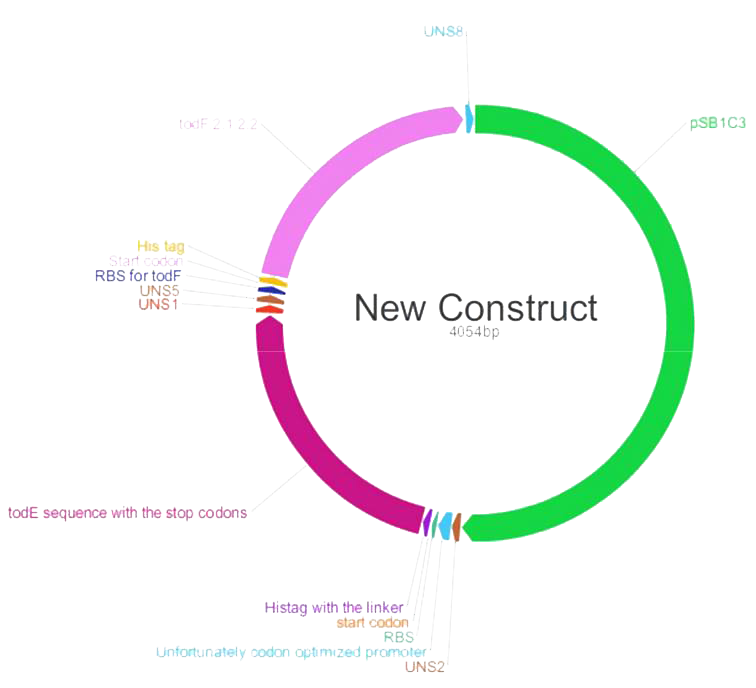 UNS8
todF 2.1.2.2
pSB1C3
His tag
Start codon
RBS for todF
UNS5
UNS1
New Construct
4054bp
todE sequence with the stop codons
Histag with the linker
start codon
RBS
Unfortunately codon optimized promoter
UNS2